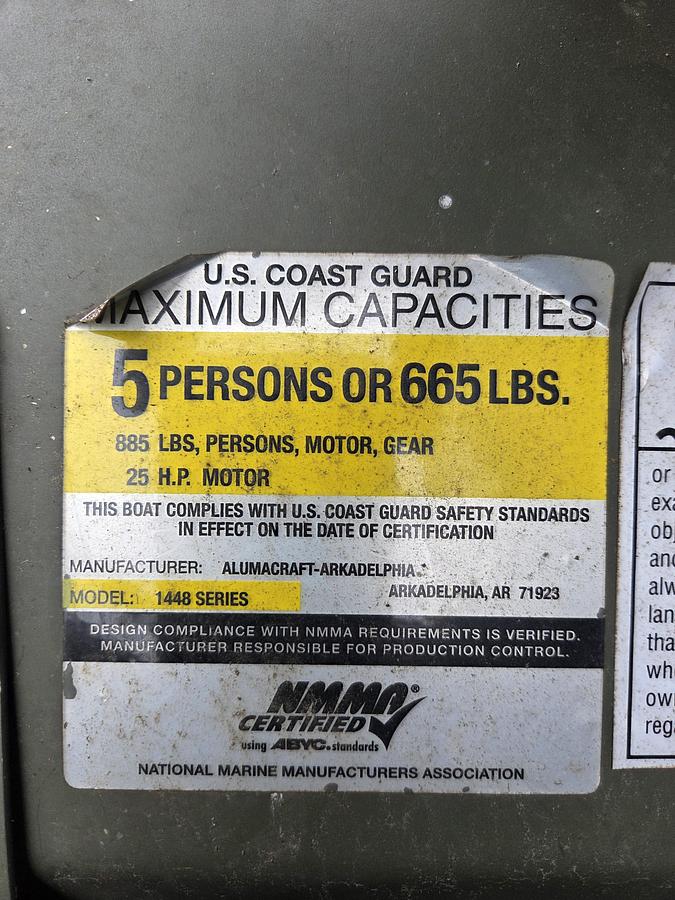 U.S. COAST GUARD
MAXIMUM CAPACITIES
5 PERSONS OR 665 LBS.
885 LBS, PERSONS, MOTOR, GEAR
25 H.P. MOTOR
THIS BOAT COMPLIES WITH U.S. COAST GUARD SAFETY STANDARDS
IN EFFECT ON THE DATE OF CERTIFICATION
MANUFACTURER: ALUMACRAFT-ARKADELPHIA
ARKADELPHIA, AR 71923
MODEL: 1448 SERIES
DESIGN COMPLIANCE WITH NMMA REQUIREMENTS IS VERIFIED.
MANUFACTURER RESPONSIBLE FOR PRODUCTION CONTROL.
NMMA®
CERTIFIED
using ABYC® standards
NATIONAL MARINE MANUFACTURERS ASSOCIATION
or